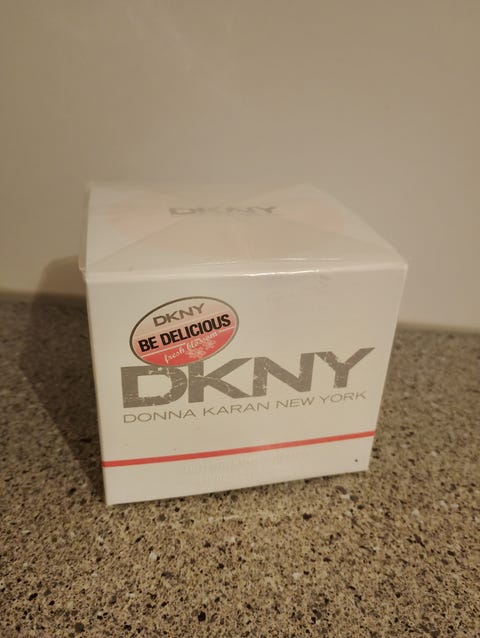 DKNY
DKNY
BE DELICIOUS
fresh blossom
DKNY
DONNA KARAN NEW YORK